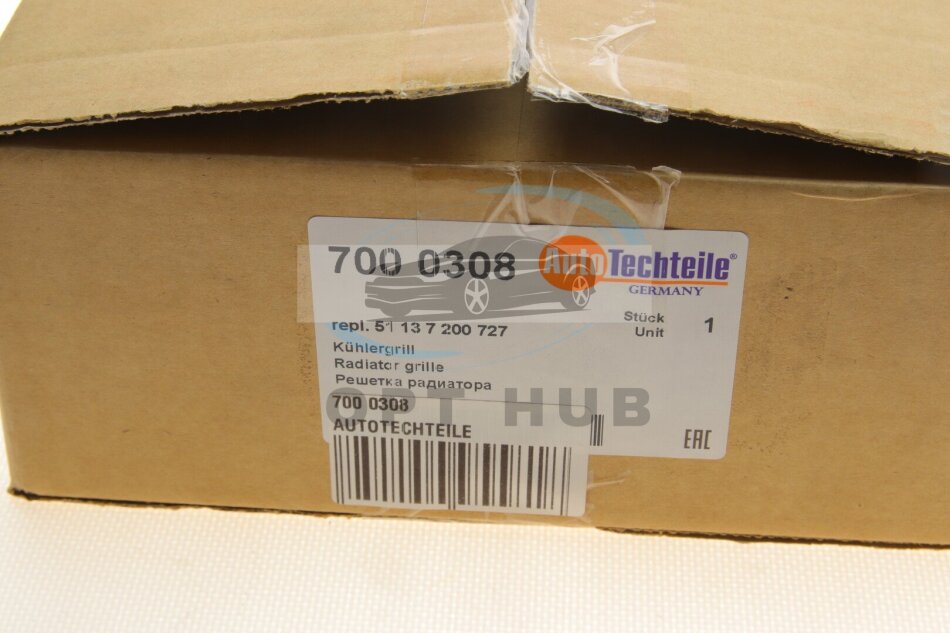 700 0308
AutoTechteile®
GERMANY
repl. 51 13 7 200 727
Stück 1
Unit
Kühlergrill
Radiator grille
Решетка радиатора
700 0308
OPT HUB
AUTOTECHTEILE
EAC